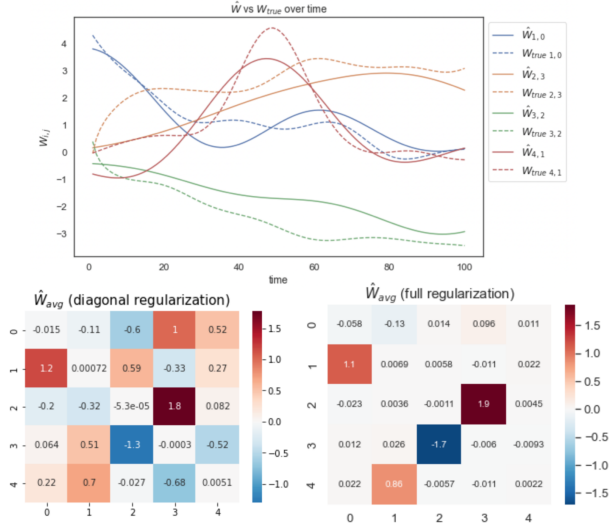 Ŵ vs W_true over time
W_i,j
4
3
2
1
0
−1
−2
−3
0 20 40 60 80 100
time
Ŵ_1,0
W_true 1,0
Ŵ_2,3
W_true 2,3
Ŵ_3,2
W_true 3,2
Ŵ_4,1
W_true 4,1
Ŵ_avg (diagonal regularization)
0 -0.015 -0.11 -0.6 1 0.52
1 1.2 0.00072 0.59 -0.33 0.27
2 -0.2 -0.32 -5.3e-05 1.8 0.082
3 0.064 0.51 -1.3 -0.0003 -0.52
4 0.22 0.7 -0.027 -0.68 0.0051
0 1 2 3 4
1.5
1.0
0.5
0.0
−0.5
−1.0
Ŵ_avg (full regularization)
0 -0.058 -0.13 0.014 0.096 0.011
1 1.1 0.0069 0.0058 -0.011 0.022
2 -0.023 0.0036 -0.0011 1.9 0.0045
3 0.012 0.026 -1.7 -0.006 -0.0093
4 0.022 0.86 -0.0057 -0.011 0.0022
0 1 2 3 4
1.5
1.0
0.5
0.0
−0.5
−1.0
−1.5